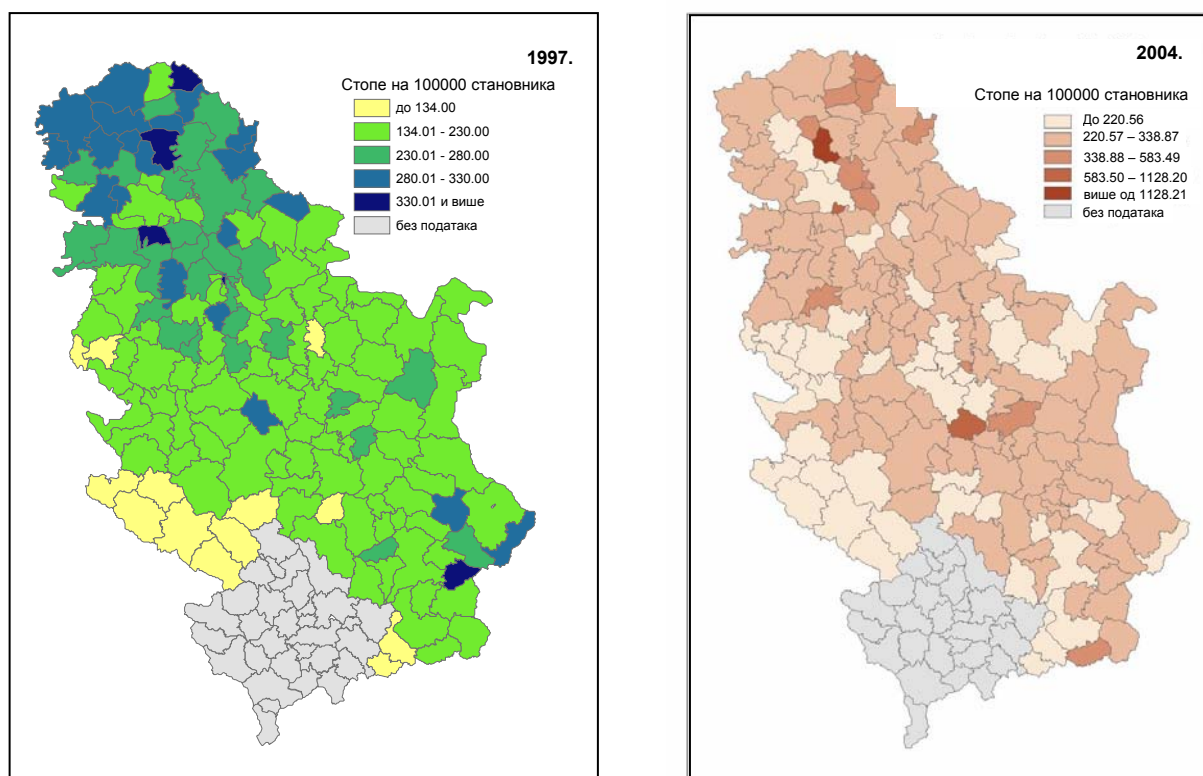 1997.
Стопе на 100000 становника
до 134.00
134.01 - 230.00
230.01 - 280.00
280.01 - 330.00
330.01 и више
без података
2004.
Стопе на 100000 становника
До 220.56
220.57 – 338.87
338.88 – 583.49
583.50 – 1128.20
више од 1128.21
без података